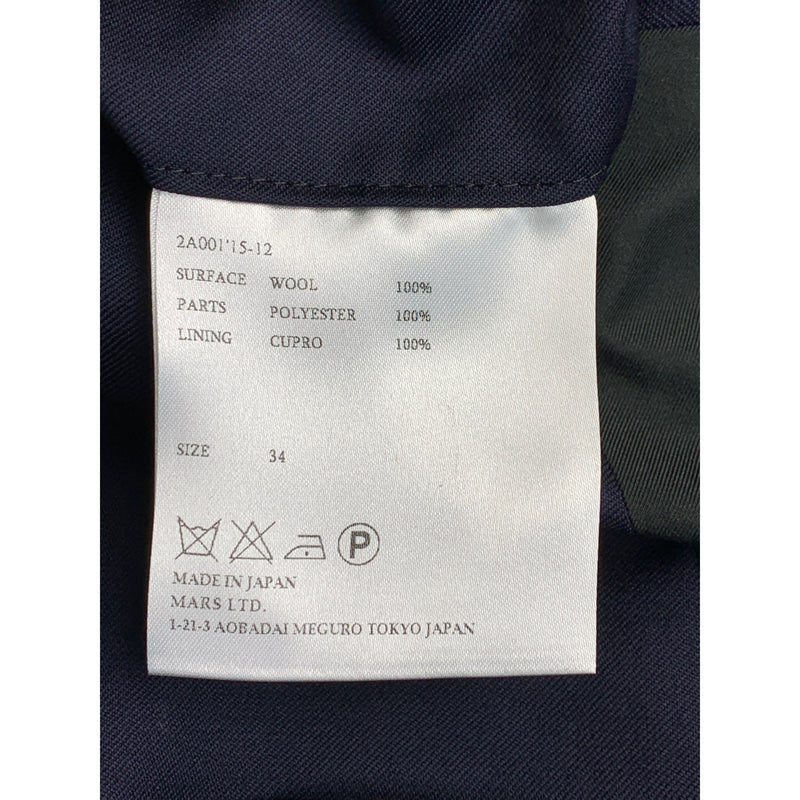 2A001'15-12
SURFACE WOOL 100%
PARTS POLYESTER 100%
LINING CUPRO 100%
SIZE 34
P
MADE IN JAPAN
MARS LTD.
1-21-3 AOBADAI MEGURO TOKYO JAPAN